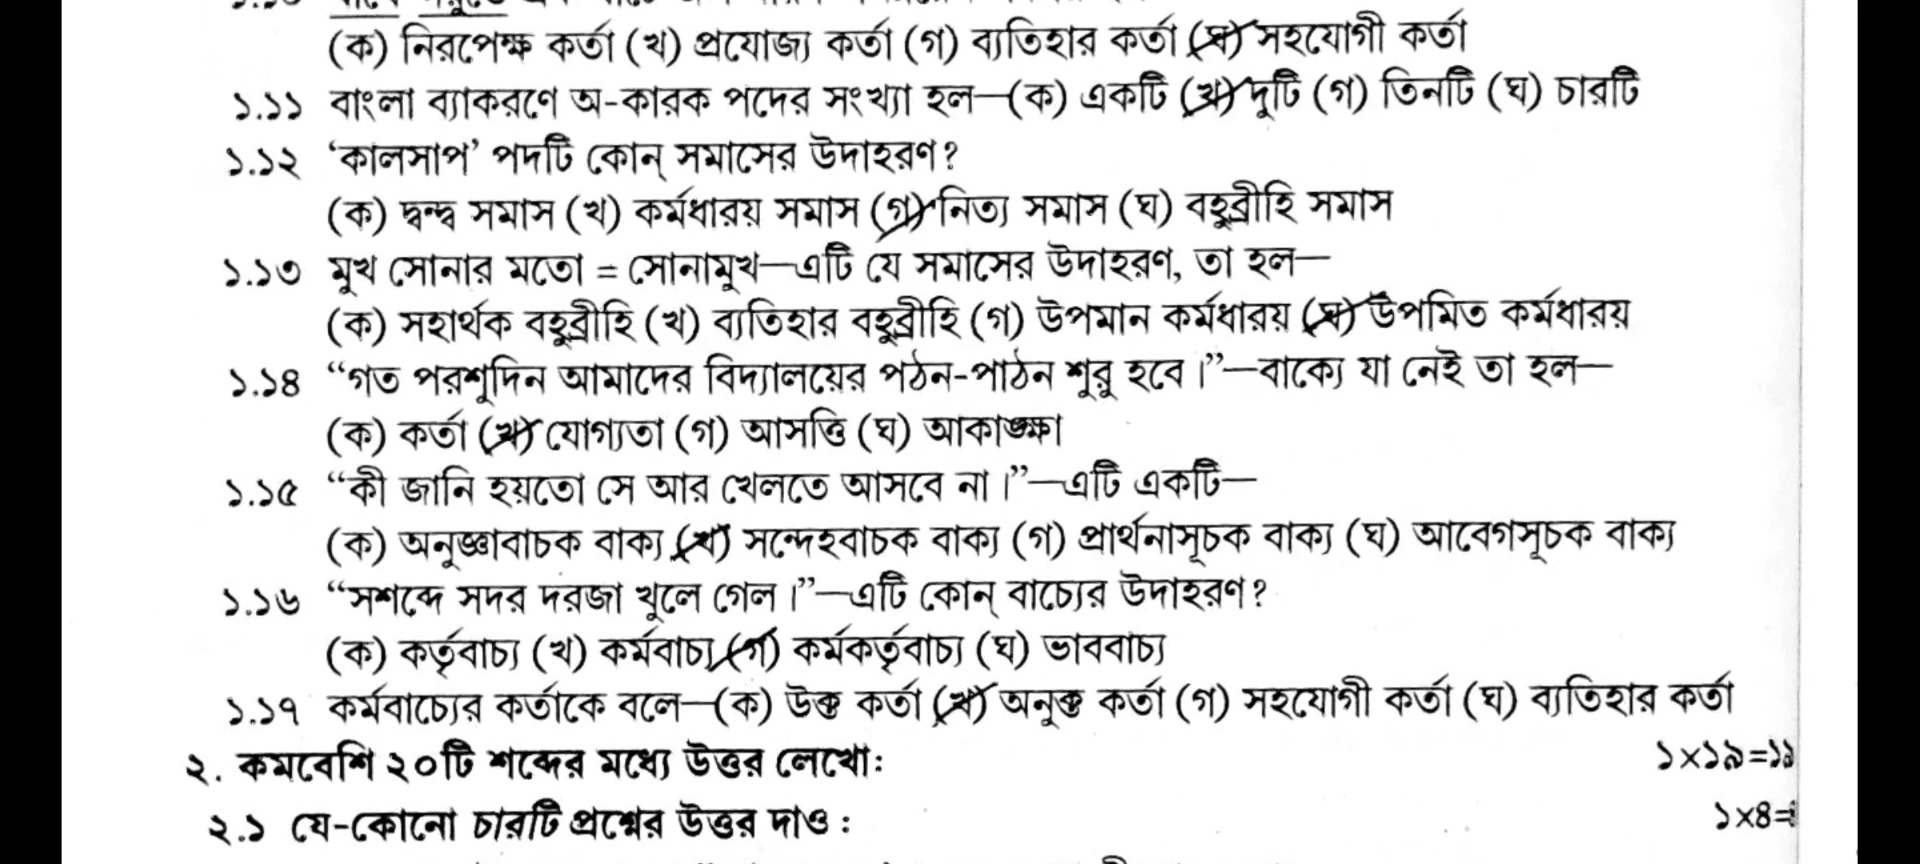 (ক) নিরপেক্ষ কর্তা (খ) প্রযোজ্য কর্তা (গ) ব্যতিহার কর্তা (ঘ) সহযোগী কর্তা
১.১১ বাংলা ব্যাকরণে অ-কারক পদের সংখ্যা হল—(ক) একটি (খ) দুটি (গ) তিনটি (ঘ) চারটি
১.১২ ‘কালসাপ’ পদটি কোন্ সমাসের উদাহরণ?
(ক) দ্বন্দ্ব সমাস (খ) কর্মধারয় সমাস (গ) নিত্য সমাস (ঘ) বহুব্রীহি সমাস
১.১৩ মুখ সোনার মতো = সোনামুখ—এটি যে সমাসের উদাহরণ, তা হল—
(ক) সহার্থক বহুব্রীহি (খ) ব্যতিহার বহুব্রীহি (গ) উপমান কর্মধারয় (ঘ) উপমিত কর্মধারয়
১.১৪ “গত পরশুদিন আমাদের বিদ্যালয়ের পঠন-পাঠন শুরু হবে।”—বাক্যে যা নেই তা হল—
(ক) কর্তা (খ) যোগ্যতা (গ) আসত্তি (ঘ) আকাঙ্ক্ষা
১.১৫ “কী জানি হয়তো সে আর খেলতে আসবে না।”—এটি একটি—
(ক) অনুজ্ঞাবাচক বাক্য (খ) সন্দেহবাচক বাক্য (গ) প্রার্থনাসূচক বাক্য (ঘ) আবেগসূচক বাক্য
১.১৬ “সশব্দে সদর দরজা খুলে গেল।”—এটি কোন্ বাচ্যের উদাহরণ?
(ক) কর্তৃবাচ্য (খ) কর্মবাচ্য (গ) কর্মকর্তৃবাচ্য (ঘ) ভাববাচ্য
১.১৭ কর্মবাচ্যের কর্তাকে বলে—(ক) উক্ত কর্তা (খ) অনুক্ত কর্তা (গ) সহযোগী কর্তা (ঘ) ব্যতিহার কর্তা
২. কমবেশি ২০টি শব্দের মধ্যে উত্তর লেখো: ১×১৯=১৯
২.১ যে-কোনো চারটি প্রশ্নের উত্তর দাও : ১×৪=